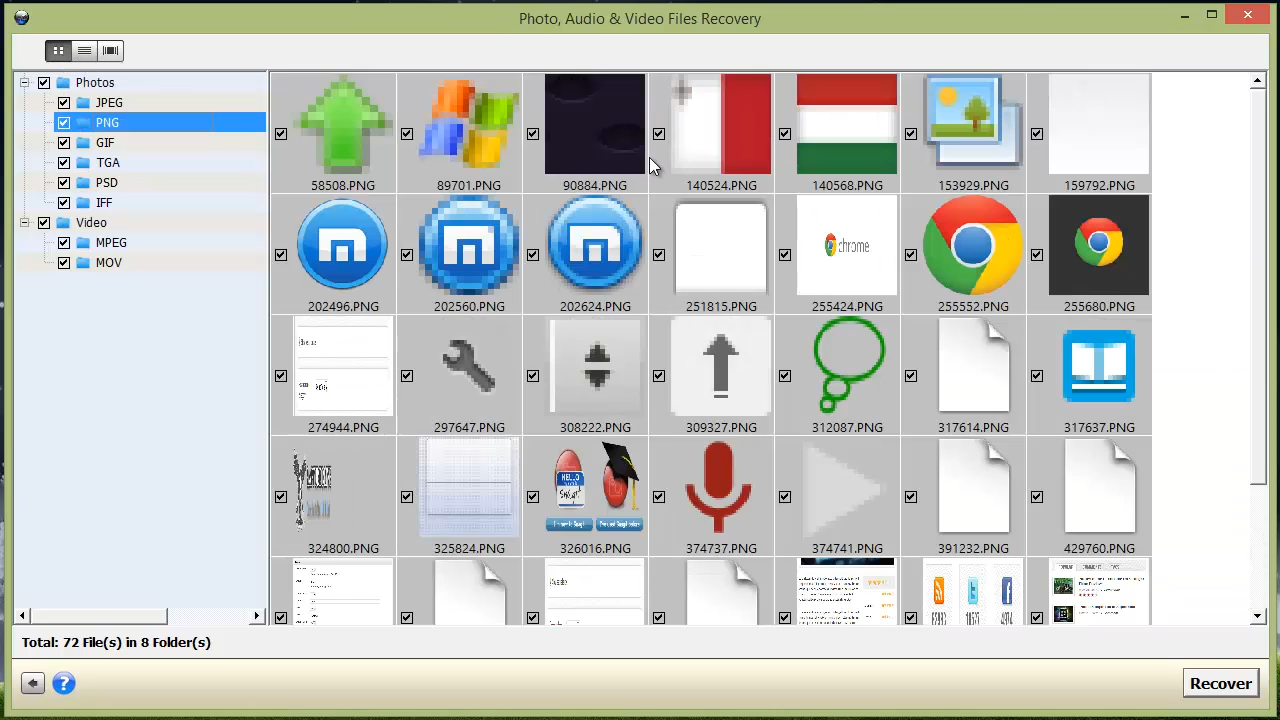 Photo, Audio & Video Files Recovery
Photos
JPEG
PNG
GIF
TGA
PSD
IFF
Video
MPEG
MOV
58508.PNG
89701.PNG
90884.PNG
140524.PNG
140568.PNG
153929.PNG
159792.PNG
chrome
202496.PNG
202560.PNG
202624.PNG
251815.PNG
255424.PNG
255552.PNG
255680.PNG
274944.PNG
297647.PNG
308222.PNG
309327.PNG
312087.PNG
317614.PNG
317637.PNG
HELLO
324800.PNG
325824.PNG
326016.PNG
374737.PNG
374741.PNG
391232.PNG
429760.PNG
Total: 72 File(s) in 8 Folder(s)
?
Recover